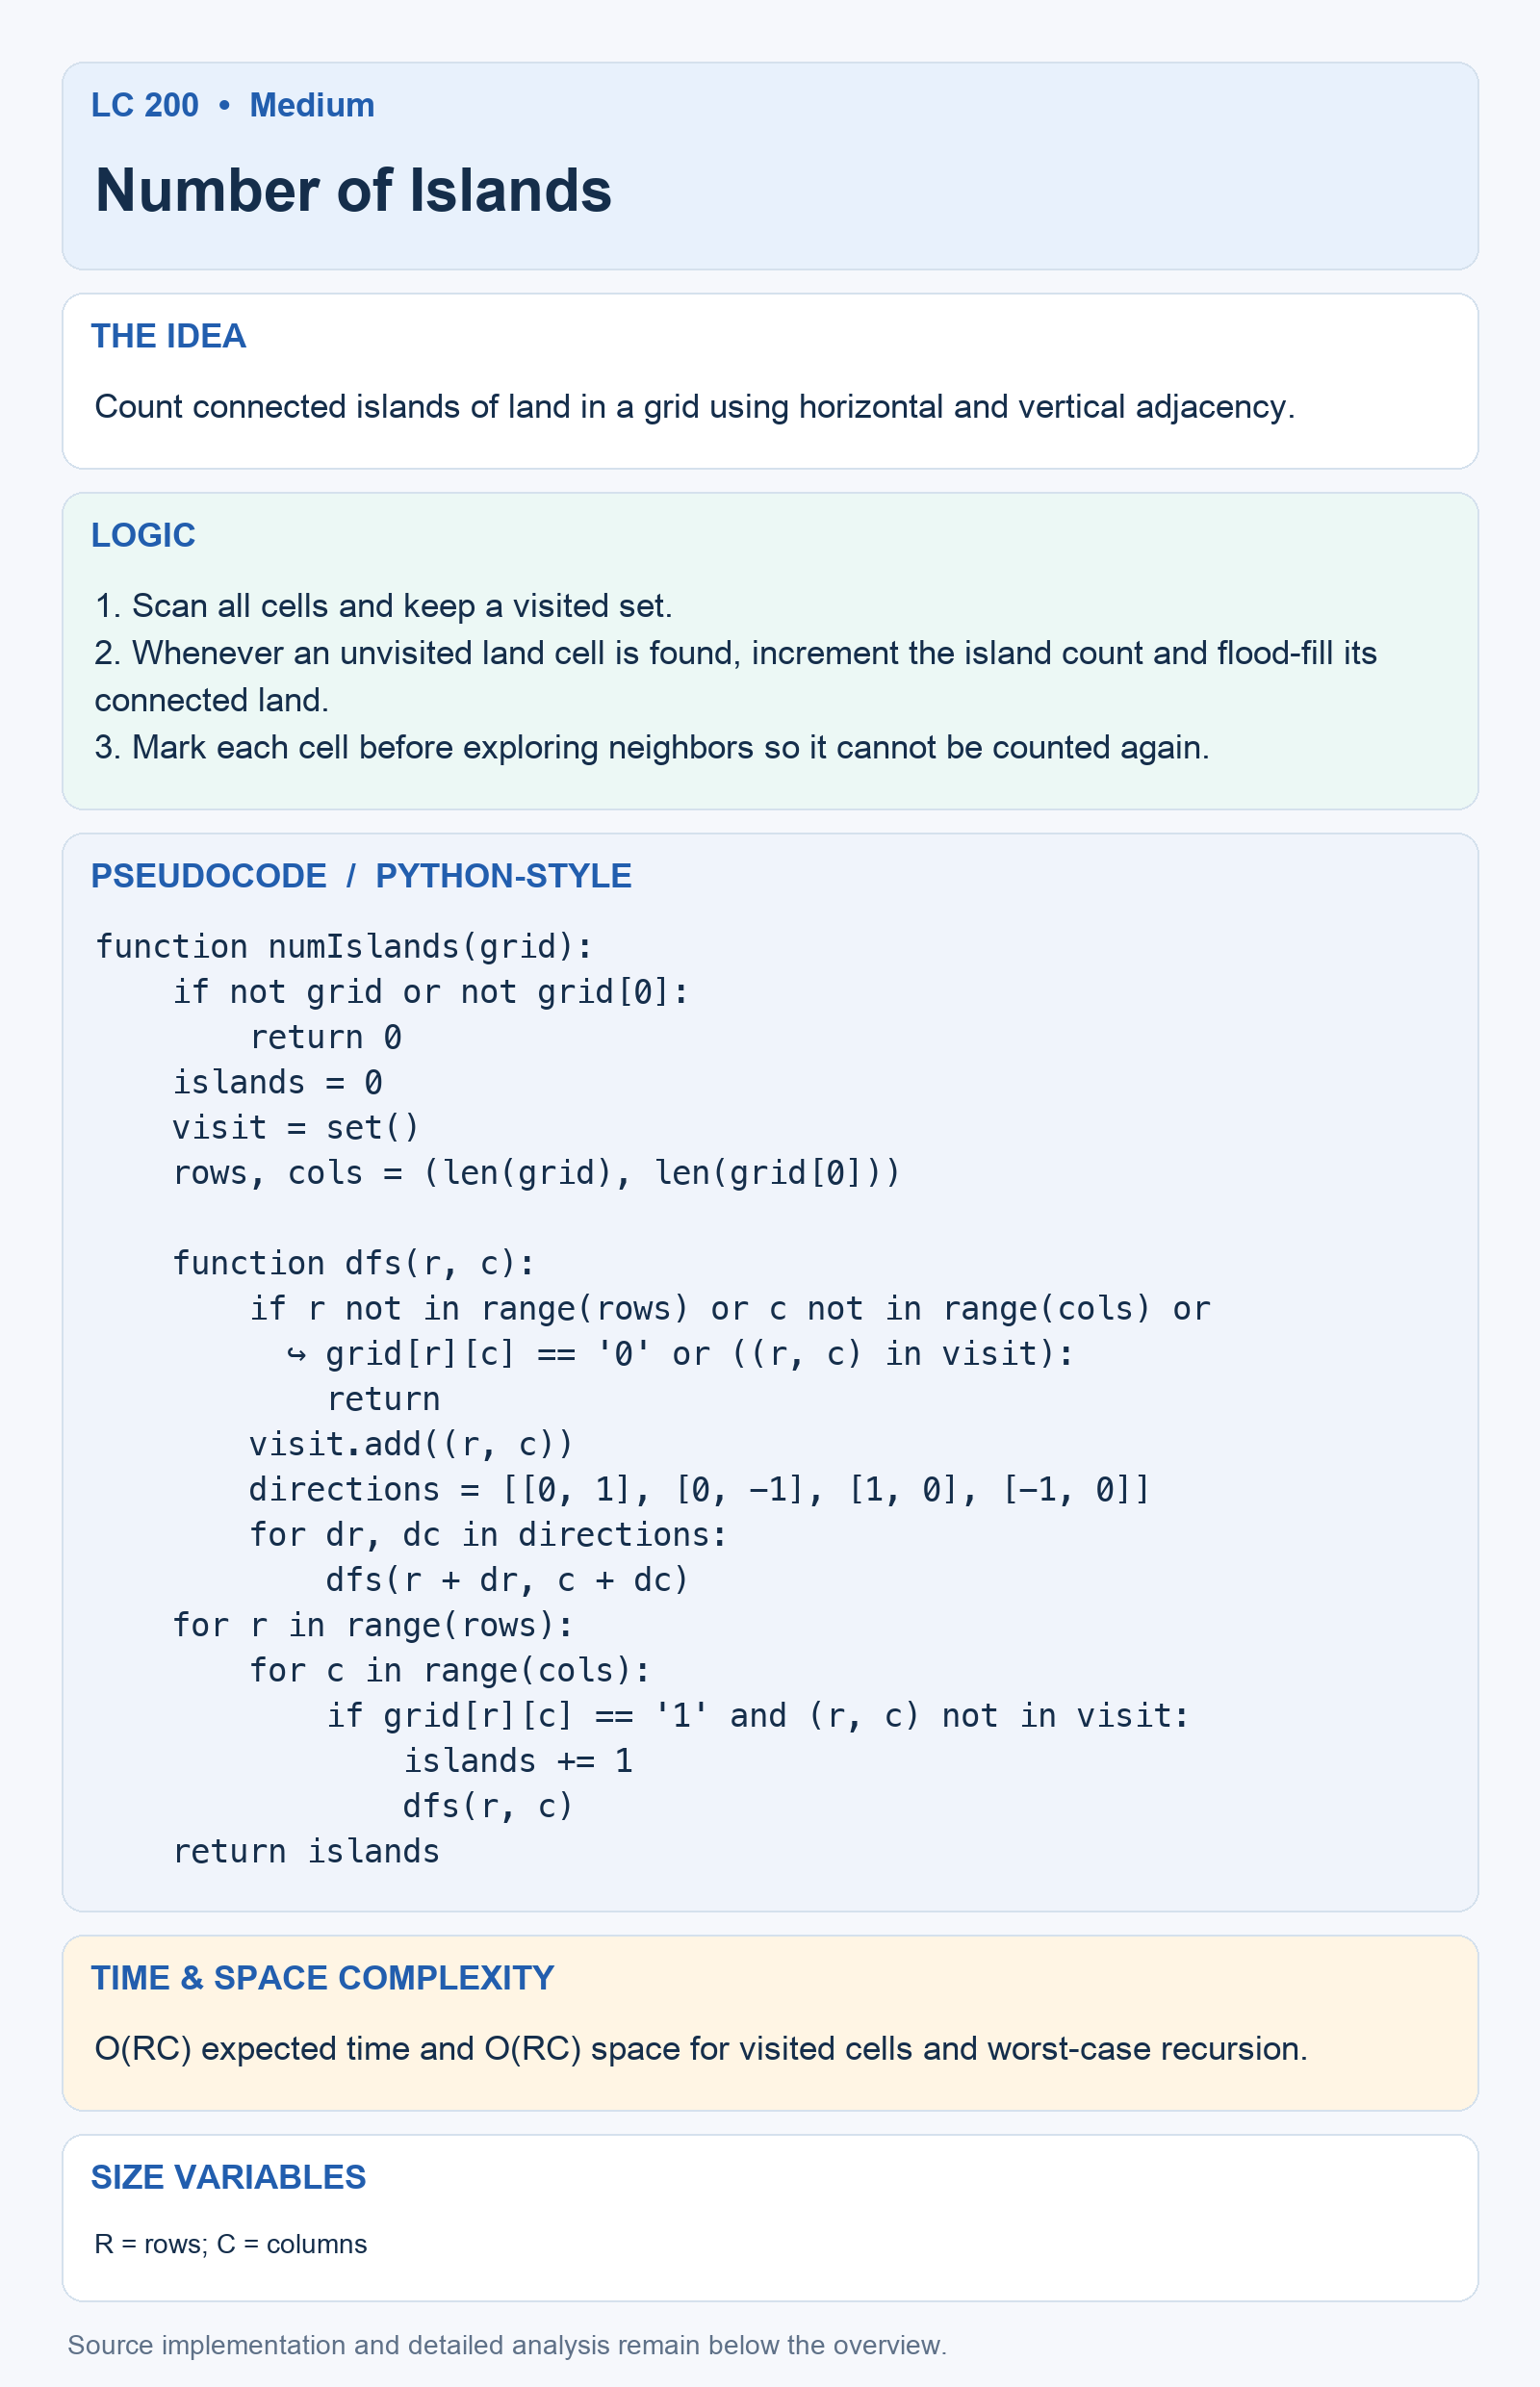 LC 200 • Medium
Number of Islands
THE IDEA
Count connected islands of land in a grid using horizontal and vertical adjacency.
LOGIC
1. Scan all cells and keep a visited set.
2. Whenever an unvisited land cell is found, increment the island count and flood-fill its
connected land.
3. Mark each cell before exploring neighbors so it cannot be counted again.
PSEUDOCODE / PYTHON-STYLE
function numIslands(grid):
    if not grid or not grid[0]:
        return 0
    islands = 0
    visit = set()
    rows, cols = (len(grid), len(grid[0]))
    function dfs(r, c):
        if r not in range(rows) or c not in range(cols) or
          ↪ grid[r][c] == '0' or ((r, c) in visit):
            return
        visit.add((r, c))
        directions = [[0, 1], [0, −1], [1, 0], [−1, 0]]
        for dr, dc in directions:
            dfs(r + dr, c + dc)
    for r in range(rows):
        for c in range(cols):
            if grid[r][c] == '1' and (r, c) not in visit:
                islands += 1
                dfs(r, c)
    return islands
TIME & SPACE COMPLEXITY
O(RC) expected time and O(RC) space for visited cells and worst-case recursion.
SIZE VARIABLES
R = rows; C = columns
Source implementation and detailed analysis remain below the overview.